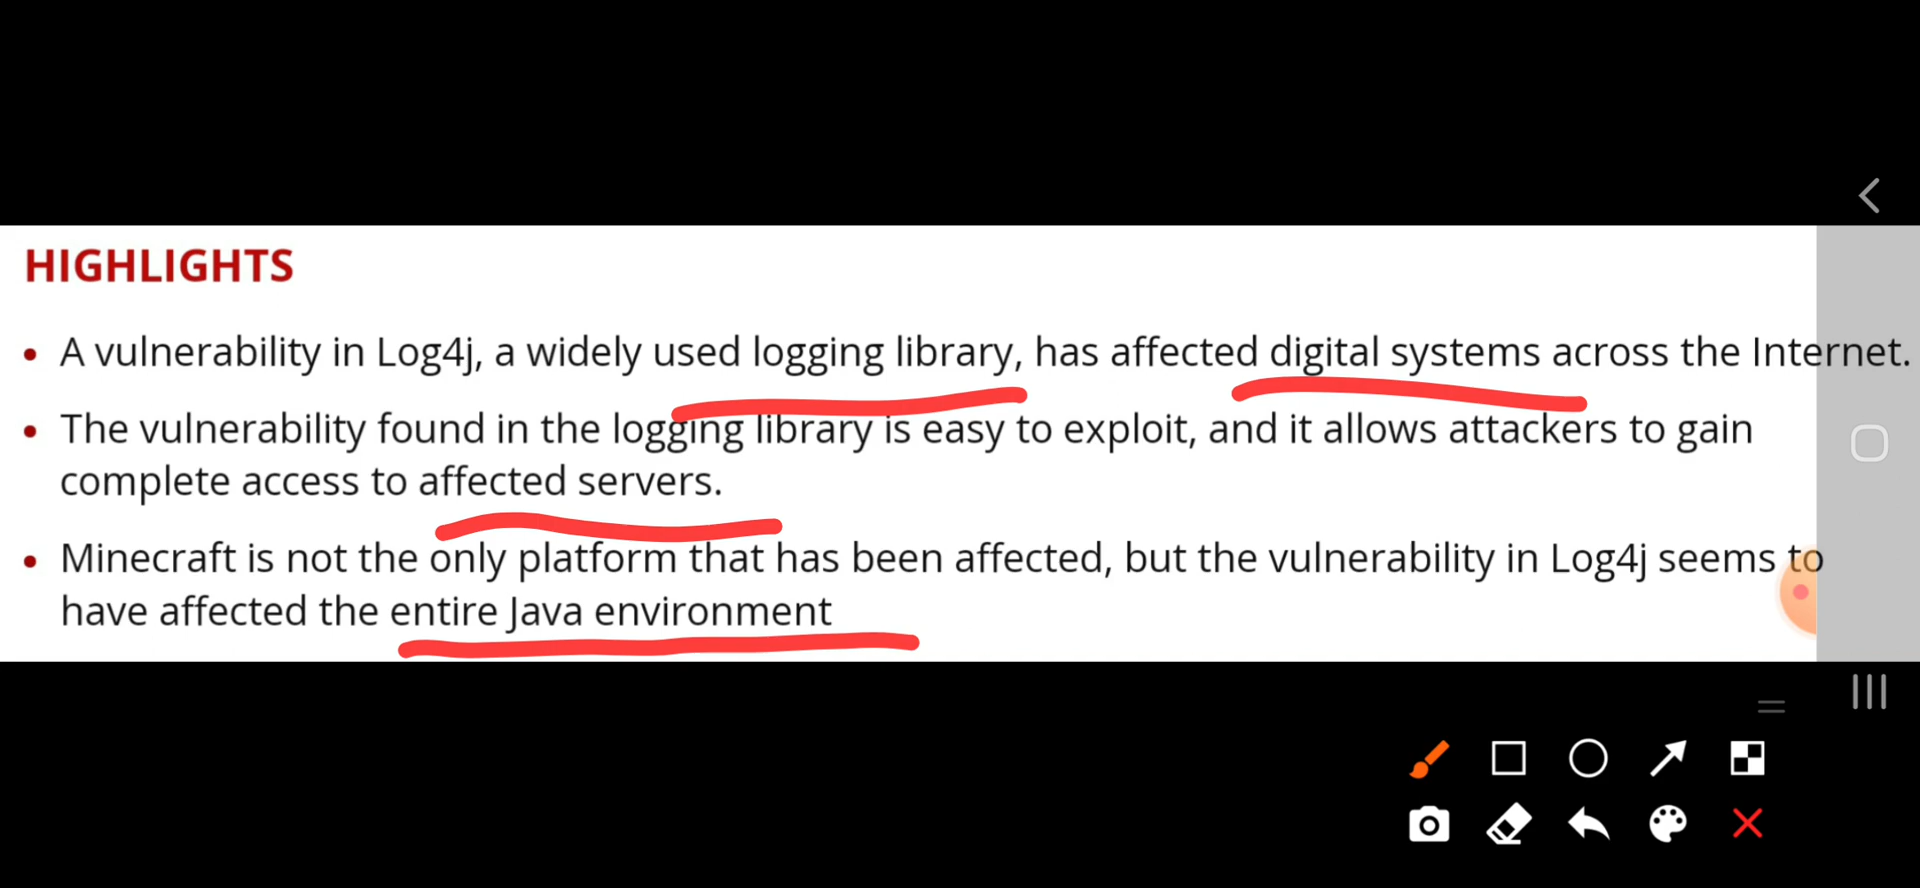 HIGHLIGHTS
• A vulnerability in Log4j, a widely used logging library, has affected digital systems across the Internet.
• The vulnerability found in the logging library is easy to exploit, and it allows attackers to gain
complete access to affected servers.
• Minecraft is not the only platform that has been affected, but the vulnerability in Log4j seems to
have affected the entire Java environment